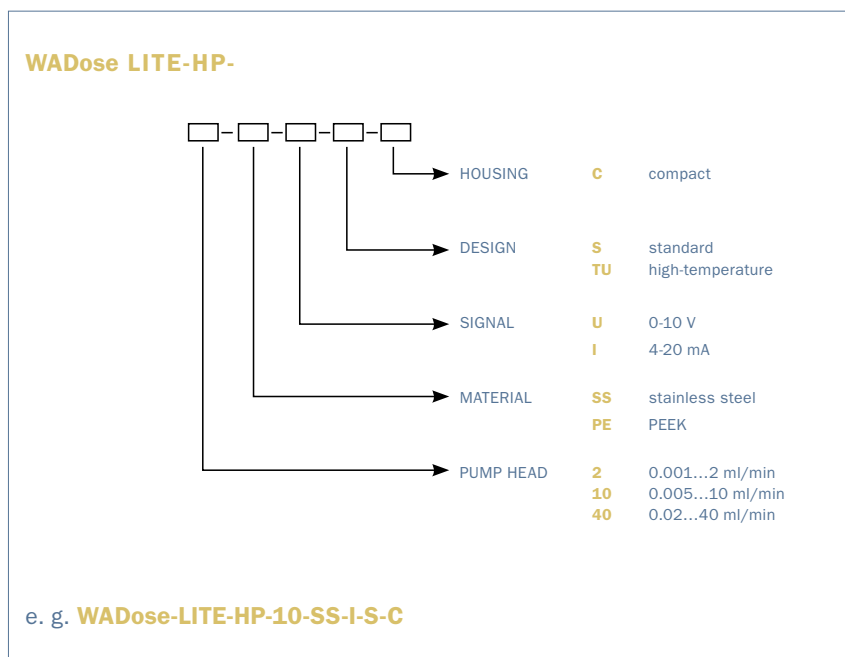 WADose LITE-HP-
HOUSING C compact
DESIGN S standard
TU high-temperature
SIGNAL U 0-10 V
I 4-20 mA
MATERIAL SS stainless steel
PE PEEK
PUMP HEAD 2 0.001...2 ml/min
10 0.005...10 ml/min
40 0.02...40 ml/min
e. g. WADose-LITE-HP-10-SS-I-S-C